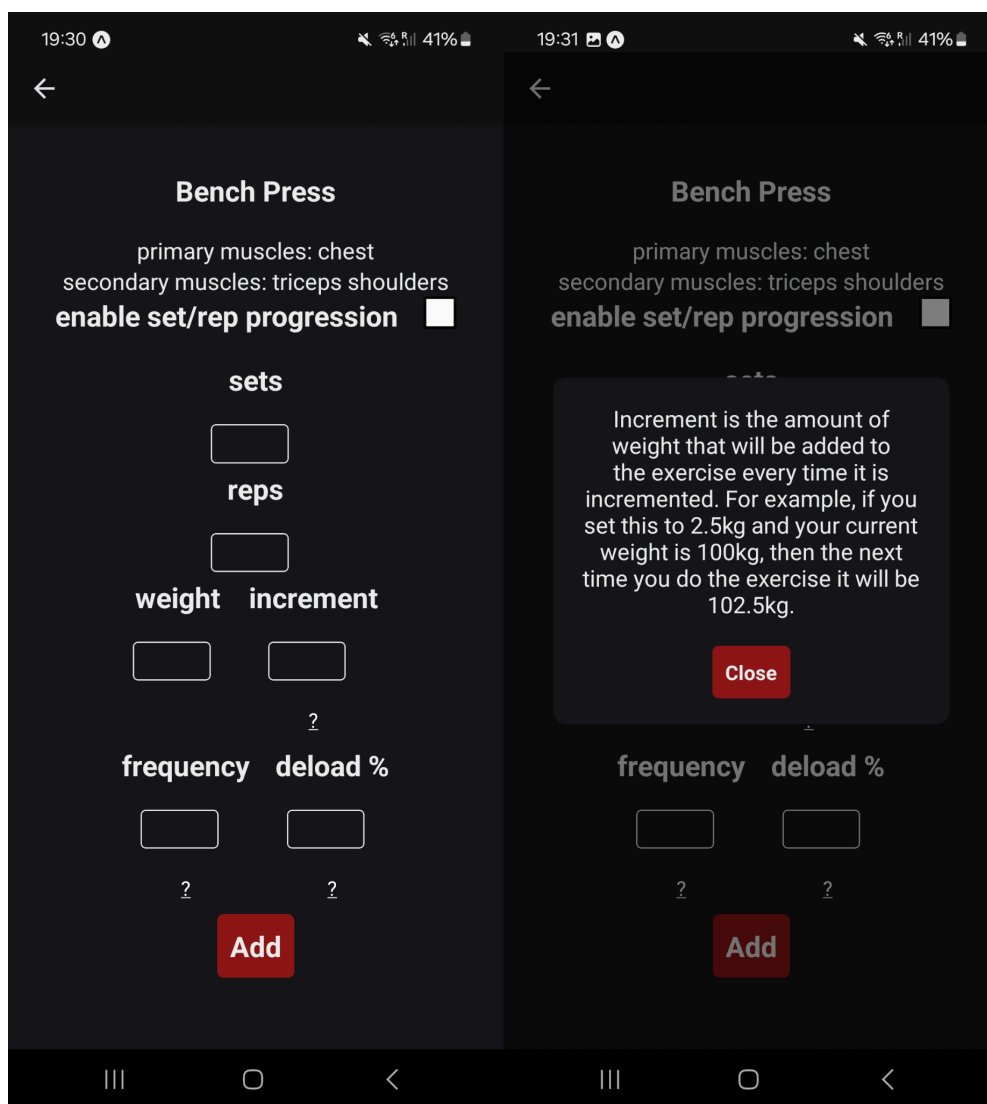 19:30
41%
Bench Press
primary muscles: chest
secondary muscles: triceps shoulders
enable set/rep progression
sets
reps
weight increment
?
frequency deload %
? ?
Add
19:31
41%
Bench Press
primary muscles: chest
secondary muscles: triceps shoulders
enable set/rep progression
Increment is the amount of
weight that will be added to
the exercise every time it is
incremented. For example, if you
set this to 2.5kg and your current
weight is 100kg, then the next
time you do the exercise it will be
102.5kg.
Close
frequency deload %
? ?
Add